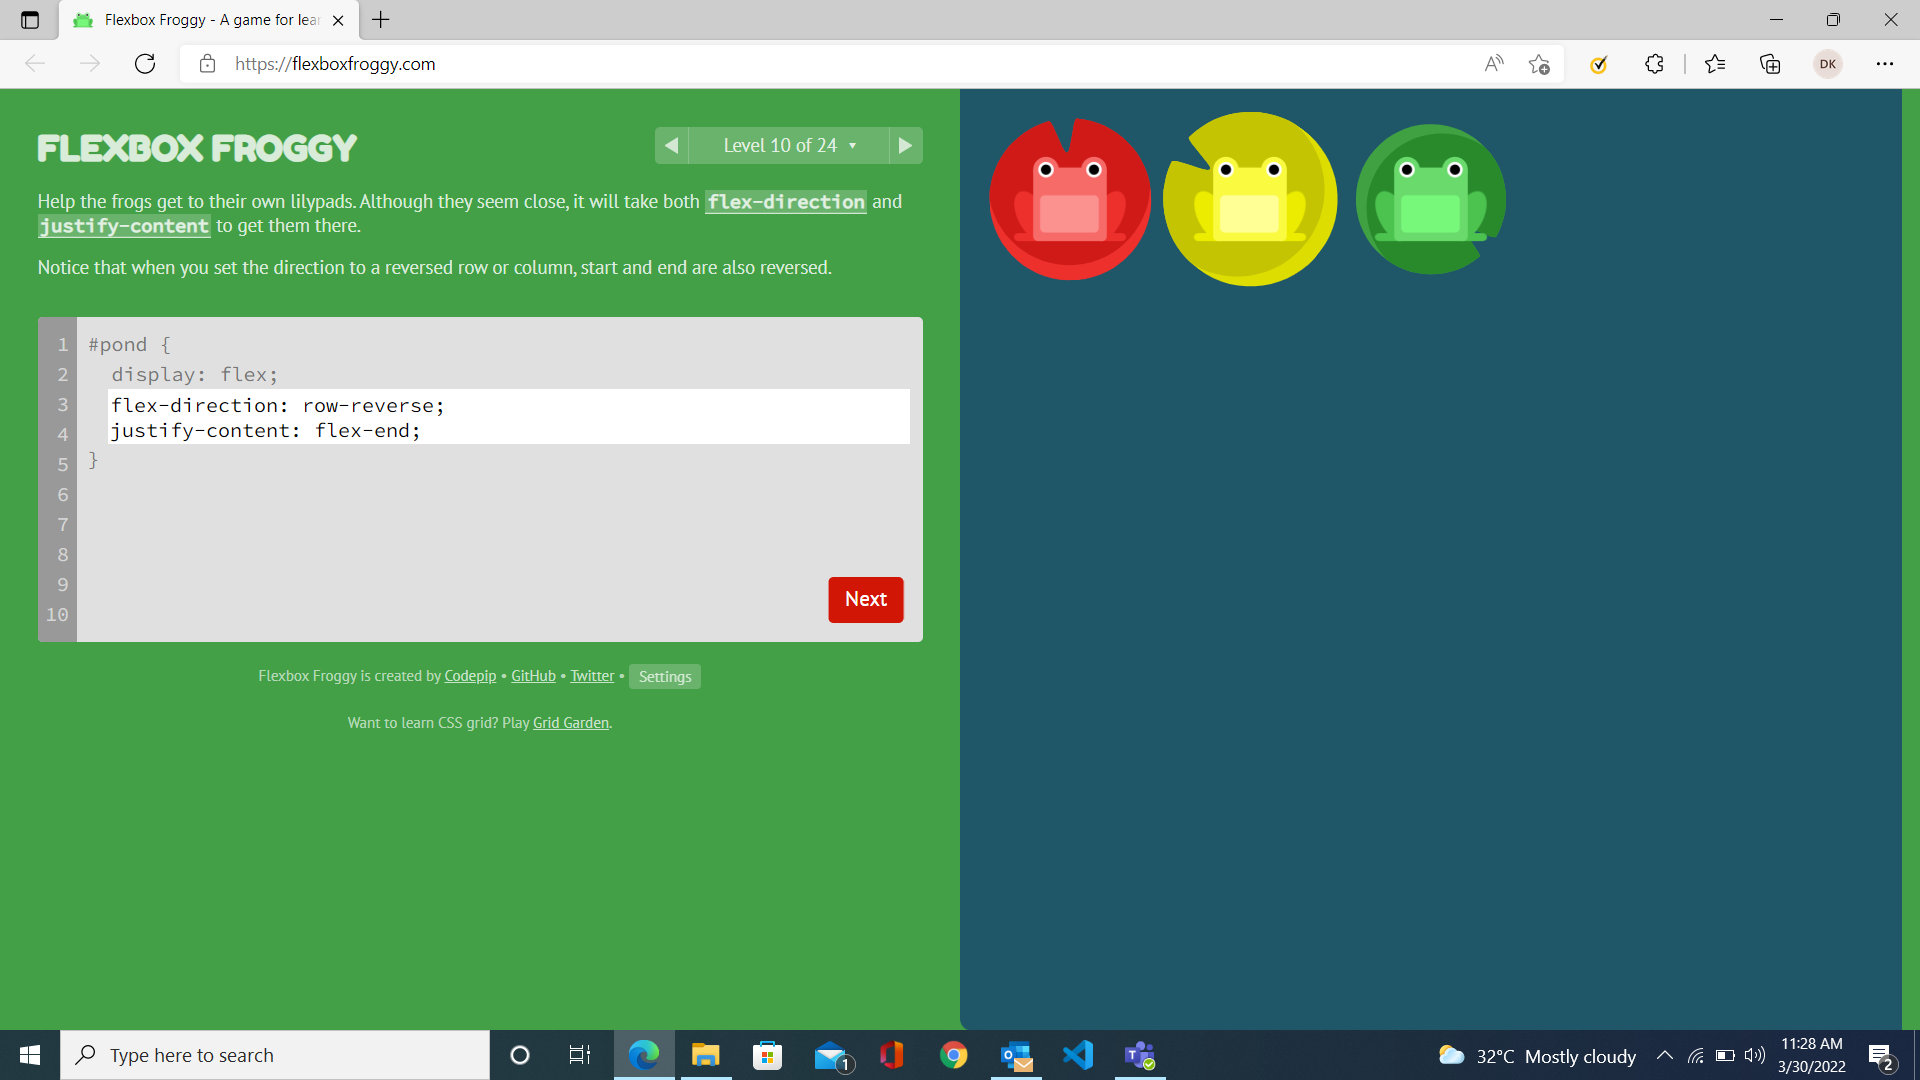 Flexbox Froggy - A game for lear
https://flexboxfroggy.com
DK
FLEXBOX FROGGY
Level 10 of 24
Help the frogs get to their own lilypads. Although they seem close, it will take both flex-direction and
justify-content to get them there.
Notice that when you set the direction to a reversed row or column, start and end are also reversed.
1 #pond {
2 display: flex;
3 flex-direction: row-reverse;
4 justify-content: flex-end;
5 }
6
7
8
9
10
Next
Flexbox Froggy is created by Codepip • GitHub • Twitter • Settings
Want to learn CSS grid? Play Grid Garden.
Type here to search
1
32°C Mostly cloudy
11:28 AM
3/30/2022
2